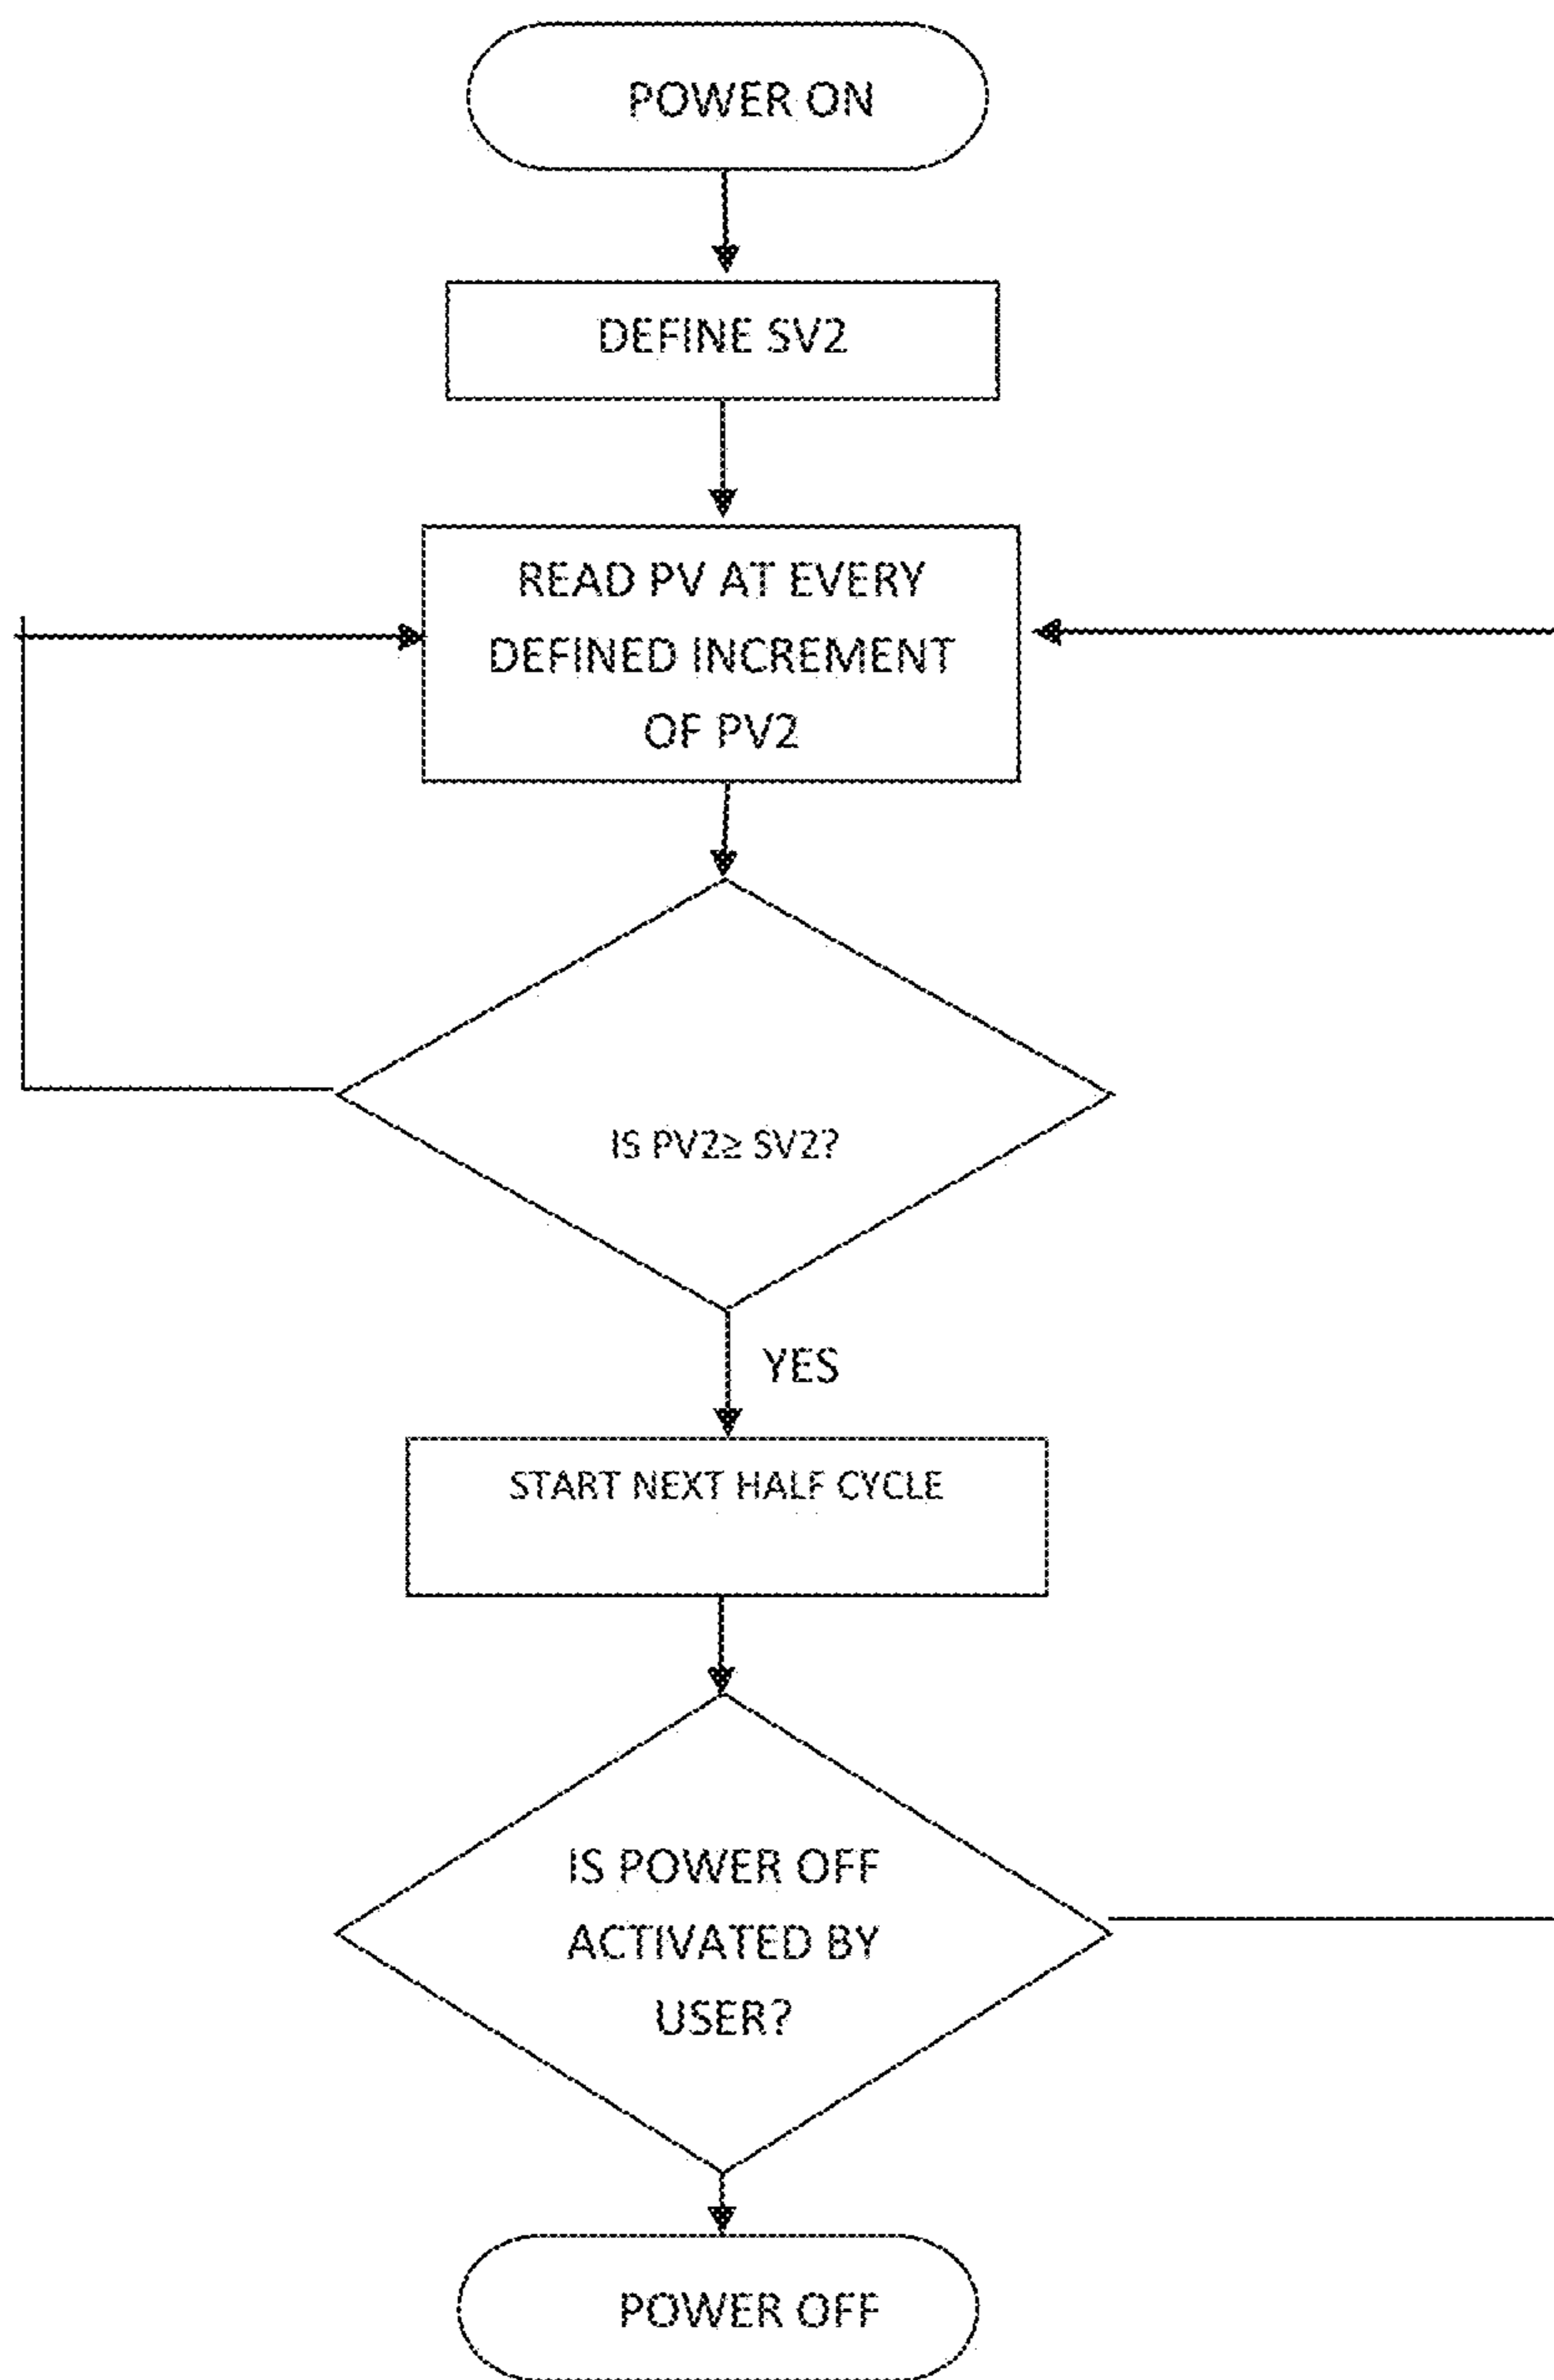 POWER ON
DEFINE SV2
READ PV AT EVERY
DEFINED INCREMENT
OF PV2
IS PV2≥ SV2?
YES
START NEXT HALF CYCLE
IS POWER OFF
ACTIVATED BY
USER?
POWER OFF